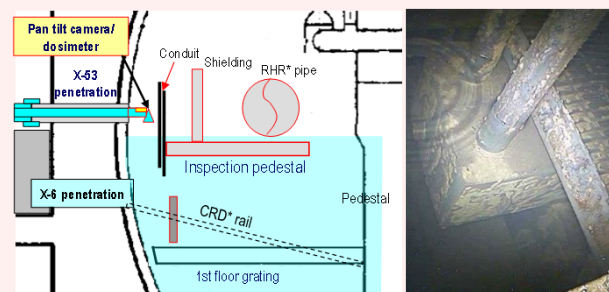 Pan tilt camera/
dosimeter
X-53
penetration
Conduit
Shielding
RHR* pipe
Inspection pedestal
X-6 penetration
Pedestal
CRD* rail
1st floor grating